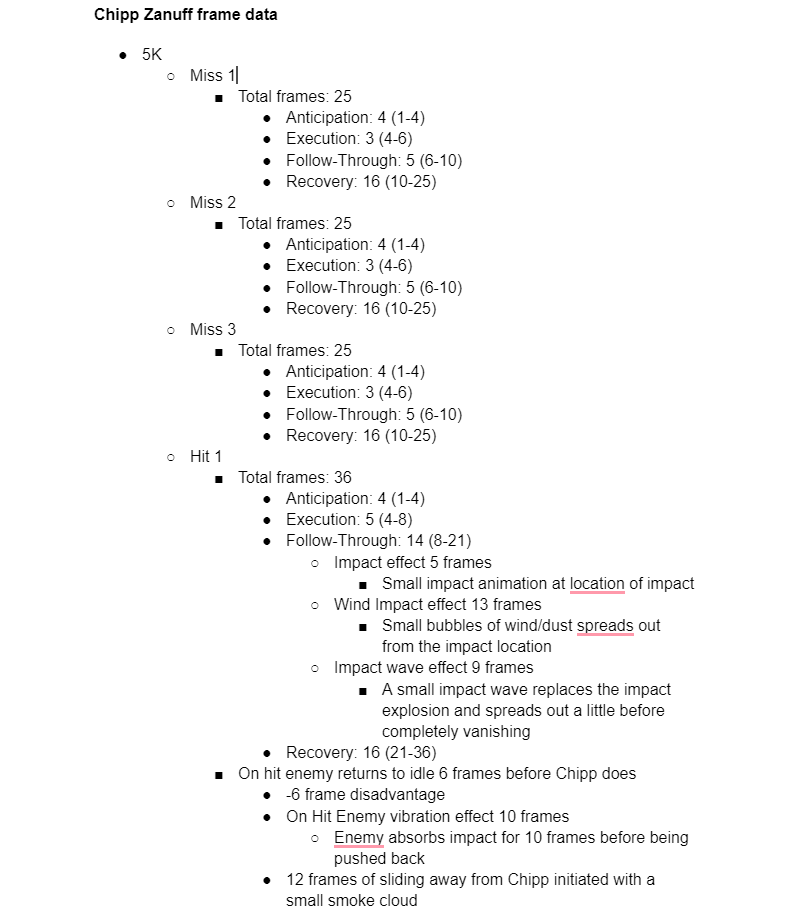 Chipp Zanuff frame data
● 5K
○ Miss 1
■ Total frames: 25
● Anticipation: 4 (1-4)
● Execution: 3 (4-6)
● Follow-Through: 5 (6-10)
● Recovery: 16 (10-25)
○ Miss 2
■ Total frames: 25
● Anticipation: 4 (1-4)
● Execution: 3 (4-6)
● Follow-Through: 5 (6-10)
● Recovery: 16 (10-25)
○ Miss 3
■ Total frames: 25
● Anticipation: 4 (1-4)
● Execution: 3 (4-6)
● Follow-Through: 5 (6-10)
● Recovery: 16 (10-25)
○ Hit 1
■ Total frames: 36
● Anticipation: 4 (1-4)
● Execution: 5 (4-8)
● Follow-Through: 14 (8-21)
○ Impact effect 5 frames
■ Small impact animation at location of impact
○ Wind Impact effect 13 frames
■ Small bubbles of wind/dust spreads out
from the impact location
○ Impact wave effect 9 frames
■ A small impact wave replaces the impact
explosion and spreads out a little before
completely vanishing
● Recovery: 16 (21-36)
■ On hit enemy returns to idle 6 frames before Chipp does
● -6 frame disadvantage
● On Hit Enemy vibration effect 10 frames
○ Enemy absorbs impact for 10 frames before being
pushed back
● 12 frames of sliding away from Chipp initiated with a
small smoke cloud